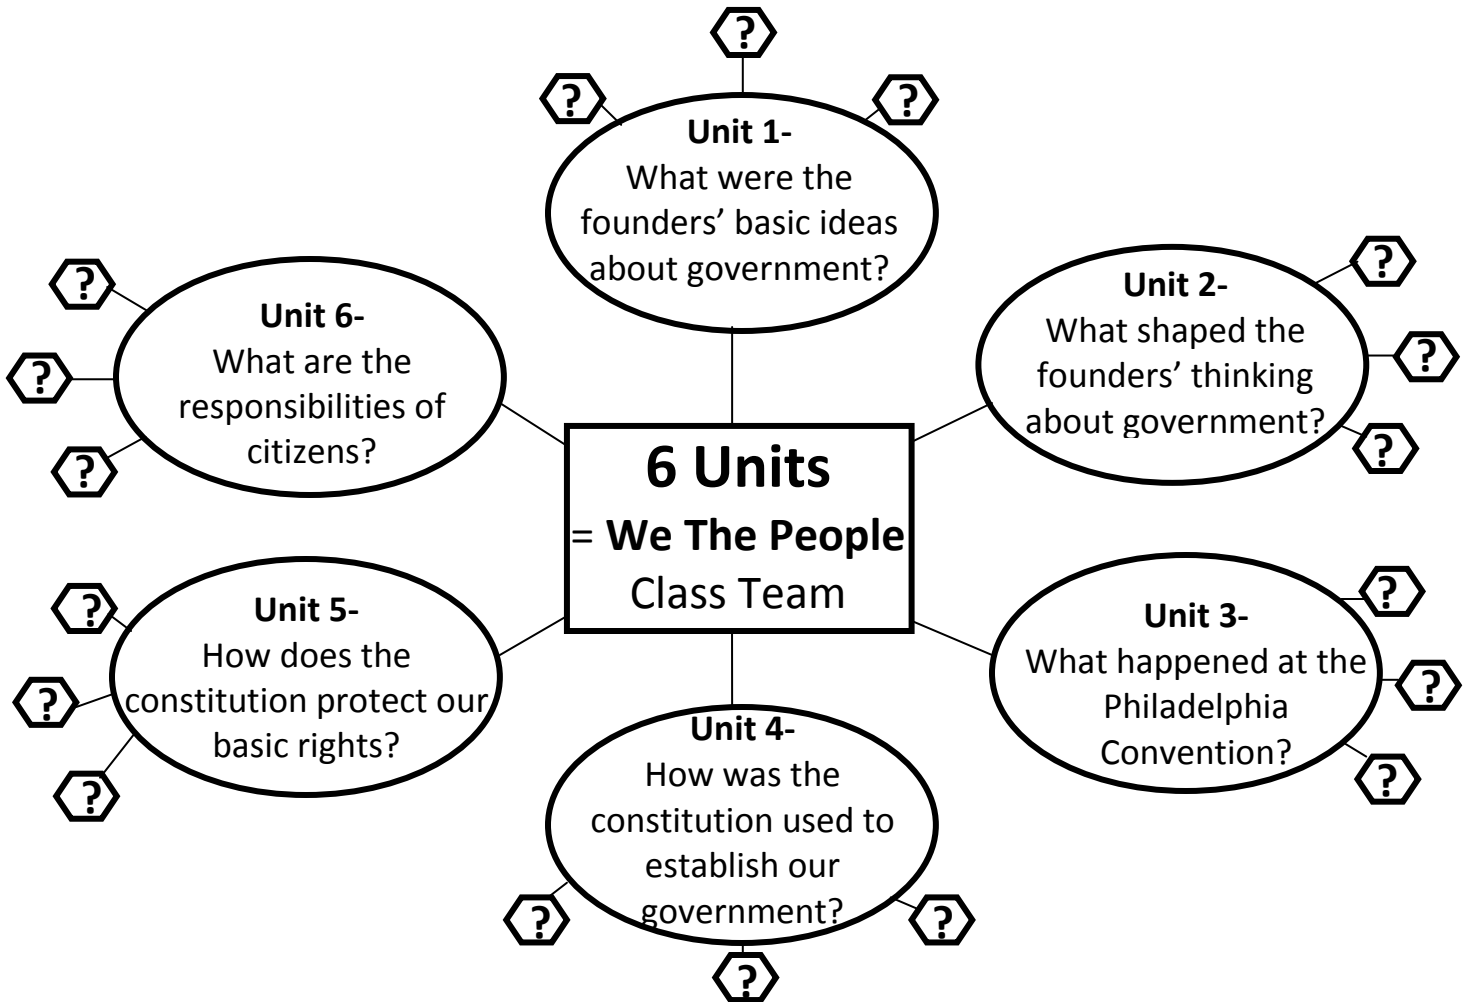 ?
?
?
Unit 1-
What were the
founders’ basic ideas
about government?
Unit 2-
What shaped the
founders’ thinking
about government?
?
?
?
Unit 6-
What are the
responsibilities of
citizens?
?
?
?
6 Units
= We The People
Class Team
Unit 5-
How does the
constitution protect our
basic rights?
?
?
?
Unit 3-
What happened at the
Philadelphia
Convention?
?
?
?
Unit 4-
How was the
constitution used to
establish our
government?
?
?
?